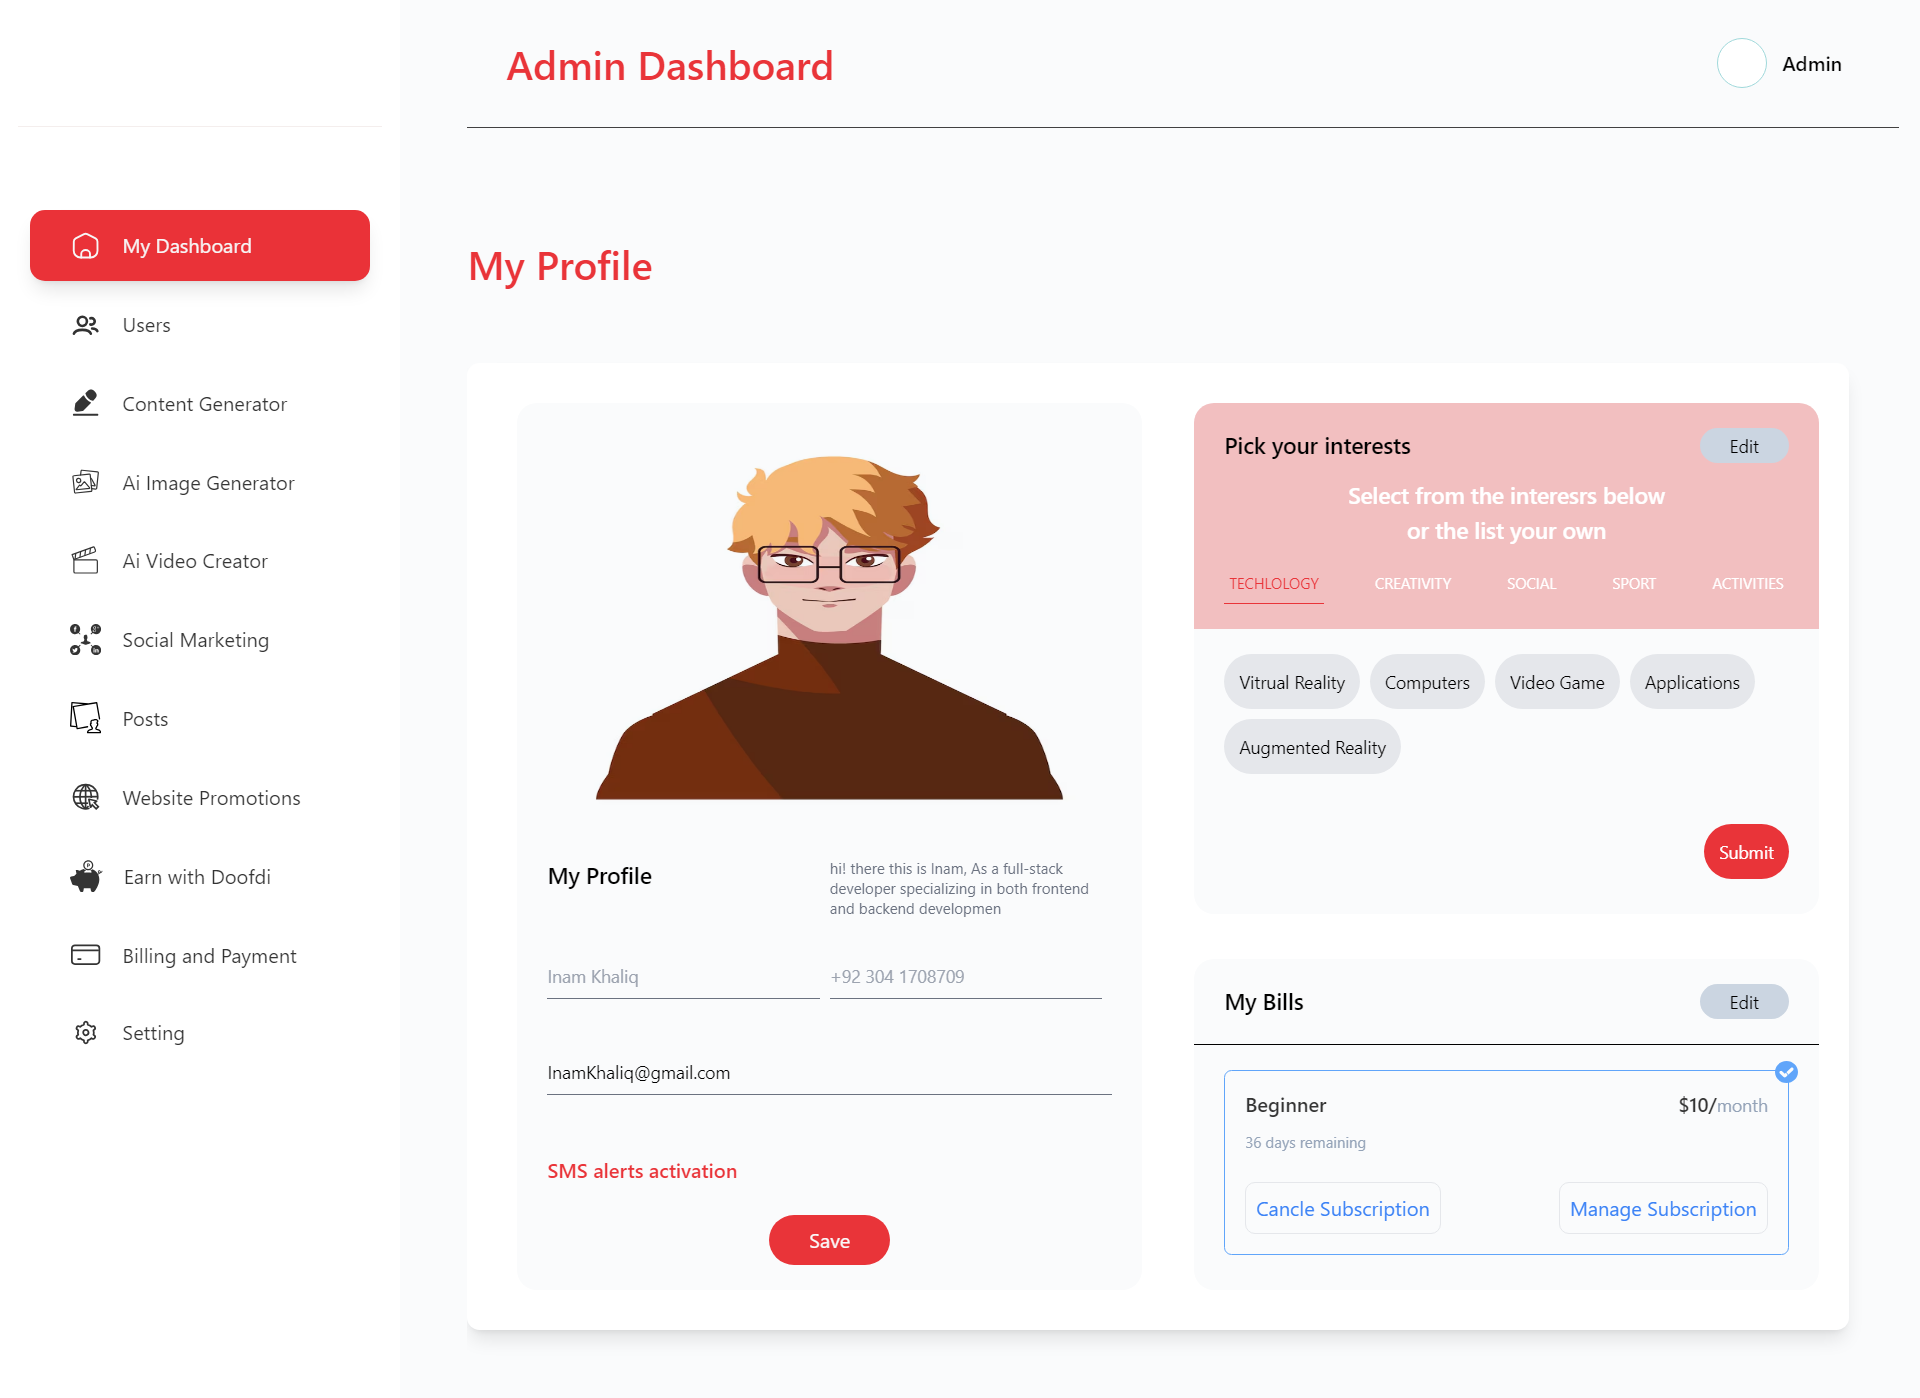 Admin Dashboard
Admin
My Dashboard
Users
Content Generator
Ai Image Generator
Ai Video Creator
Social Marketing
Posts
Website Promotions
Earn with Doofdi
Billing and Payment
Setting
My Profile
My Profile
hi! there this is Inam, As a full-stack
developer specializing in both frontend
and backend developmen
Inam Khaliq
+92 304 1708709
InamKhaliq@gmail.com
SMS alerts activation
Save
Pick your interests
Edit
Select from the interesrs below
or the list your own
TECHLOLOGY
CREATIVITY
SOCIAL
SPORT
ACTIVITIES
Vitrual Reality
Computers
Video Game
Applications
Augmented Reality
Submit
My Bills
Edit
Beginner
$10/month
36 days remaining
Cancle Subscription
Manage Subscription